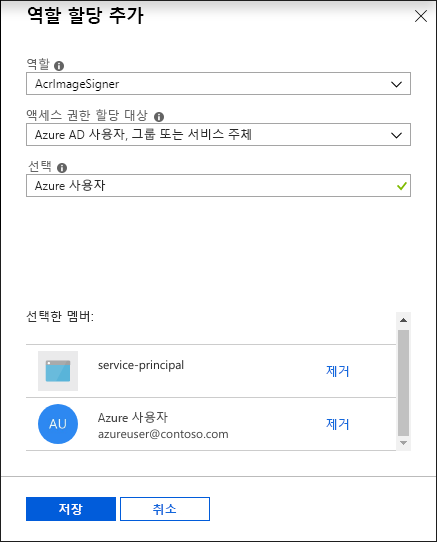 역할 할당 추가
역할
AcrImageSigner
액세스 권한 할당 대상
Azure AD 사용자, 그룹 또는 서비스 주체
선택
Azure 사용자
선택한 멤버:
service-principal 제거
AU Azure 사용자 제거
azureuser@contoso.com
저장 취소